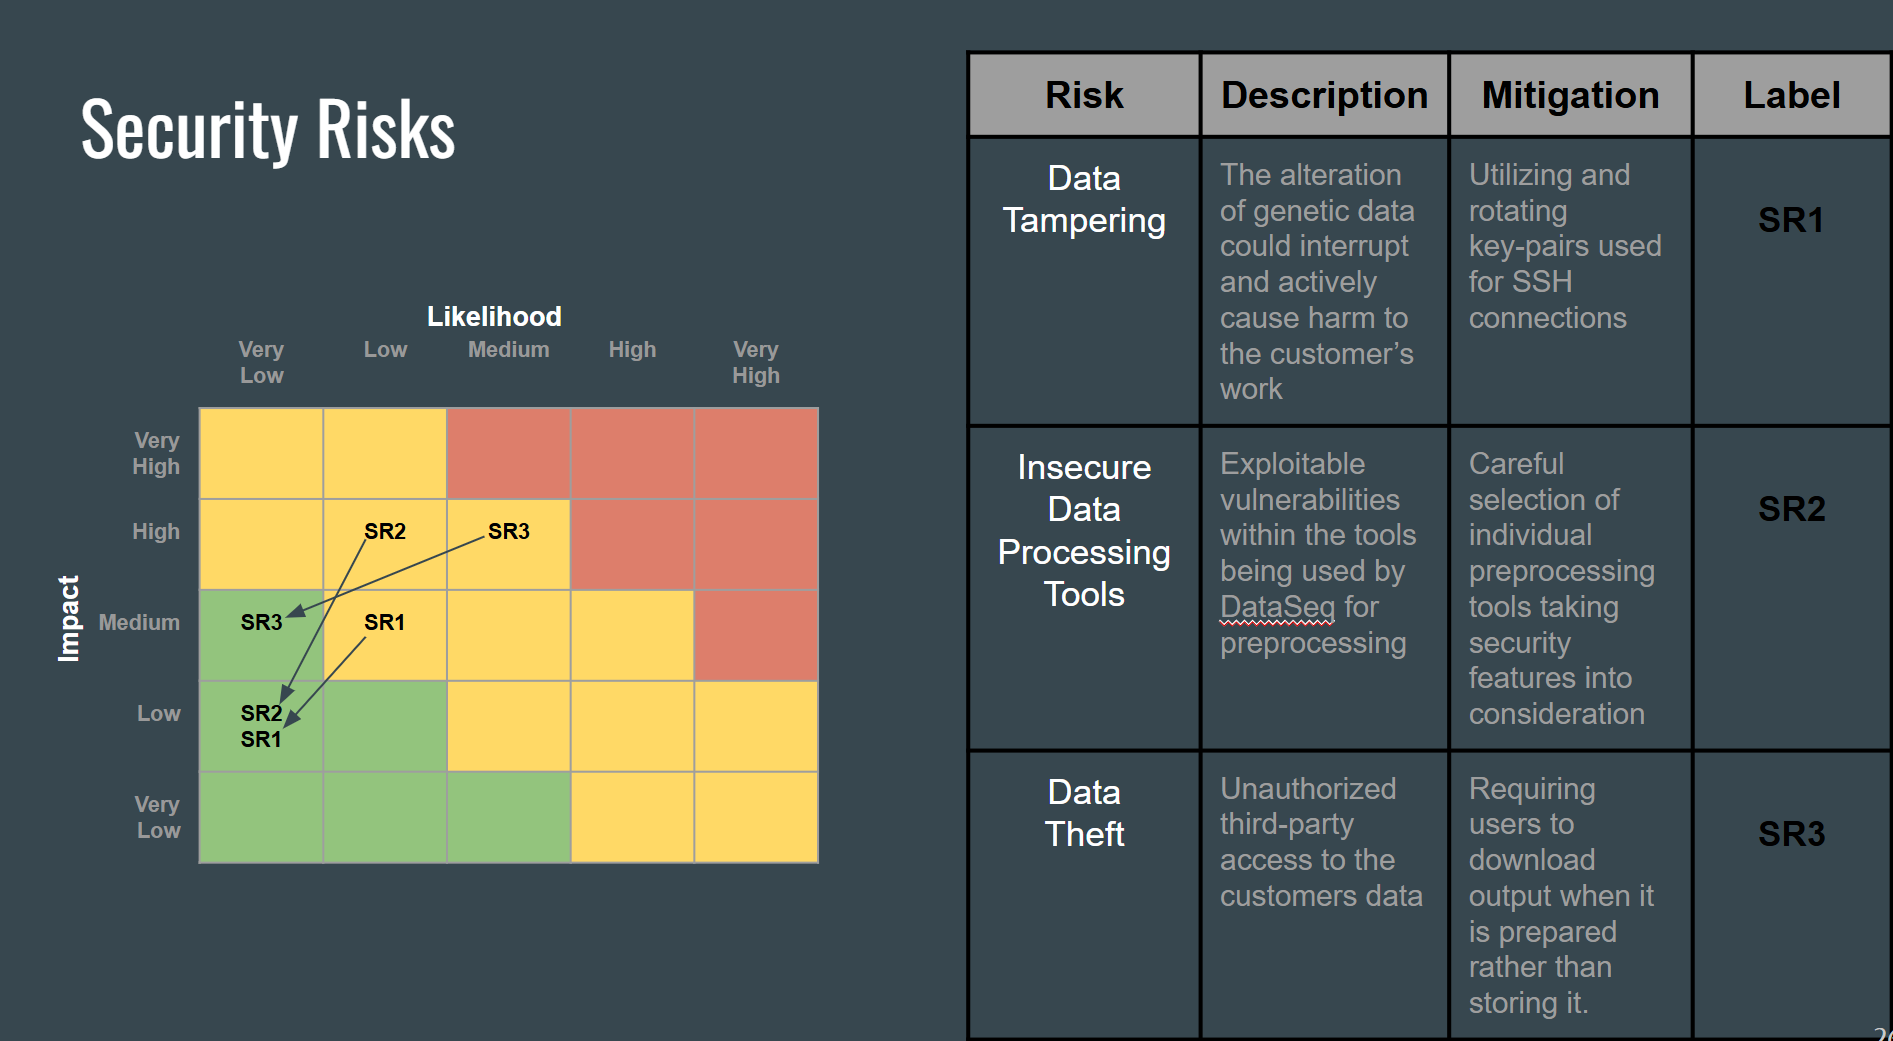 Security Risks
Likelihood
Very
Low
Low
Medium
High
Very
High
Impact
Very
High
High
SR2
SR3
Medium
SR3
SR1
Low
SR2
SR1
Very
Low
Risk
Description
Mitigation
Label
Data
Tampering
The alteration
of genetic data
could interrupt
and actively
cause harm to
the customer’s
work
Utilizing and
rotating
key-pairs used
for SSH
connections
SR1
Insecure
Data
Processing
Tools
Exploitable
vulnerabilities
within the tools
being used by
DataSeq for
preprocessing
Careful
selection of
individual
preprocessing
tools taking
security
features into
consideration
SR2
Data
Theft
Unauthorized
third-party
access to the
customers data
Requiring
users to
download
output when it
is prepared
rather than
storing it.
SR3